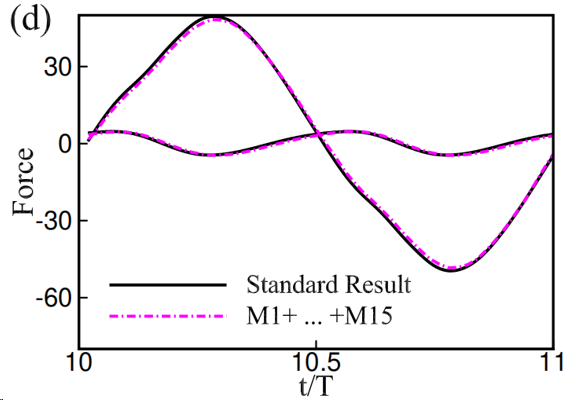 (d)
30
0
-30
-60
Force
Standard Result
M1+ ... +M15
10
10.5
11
t/T